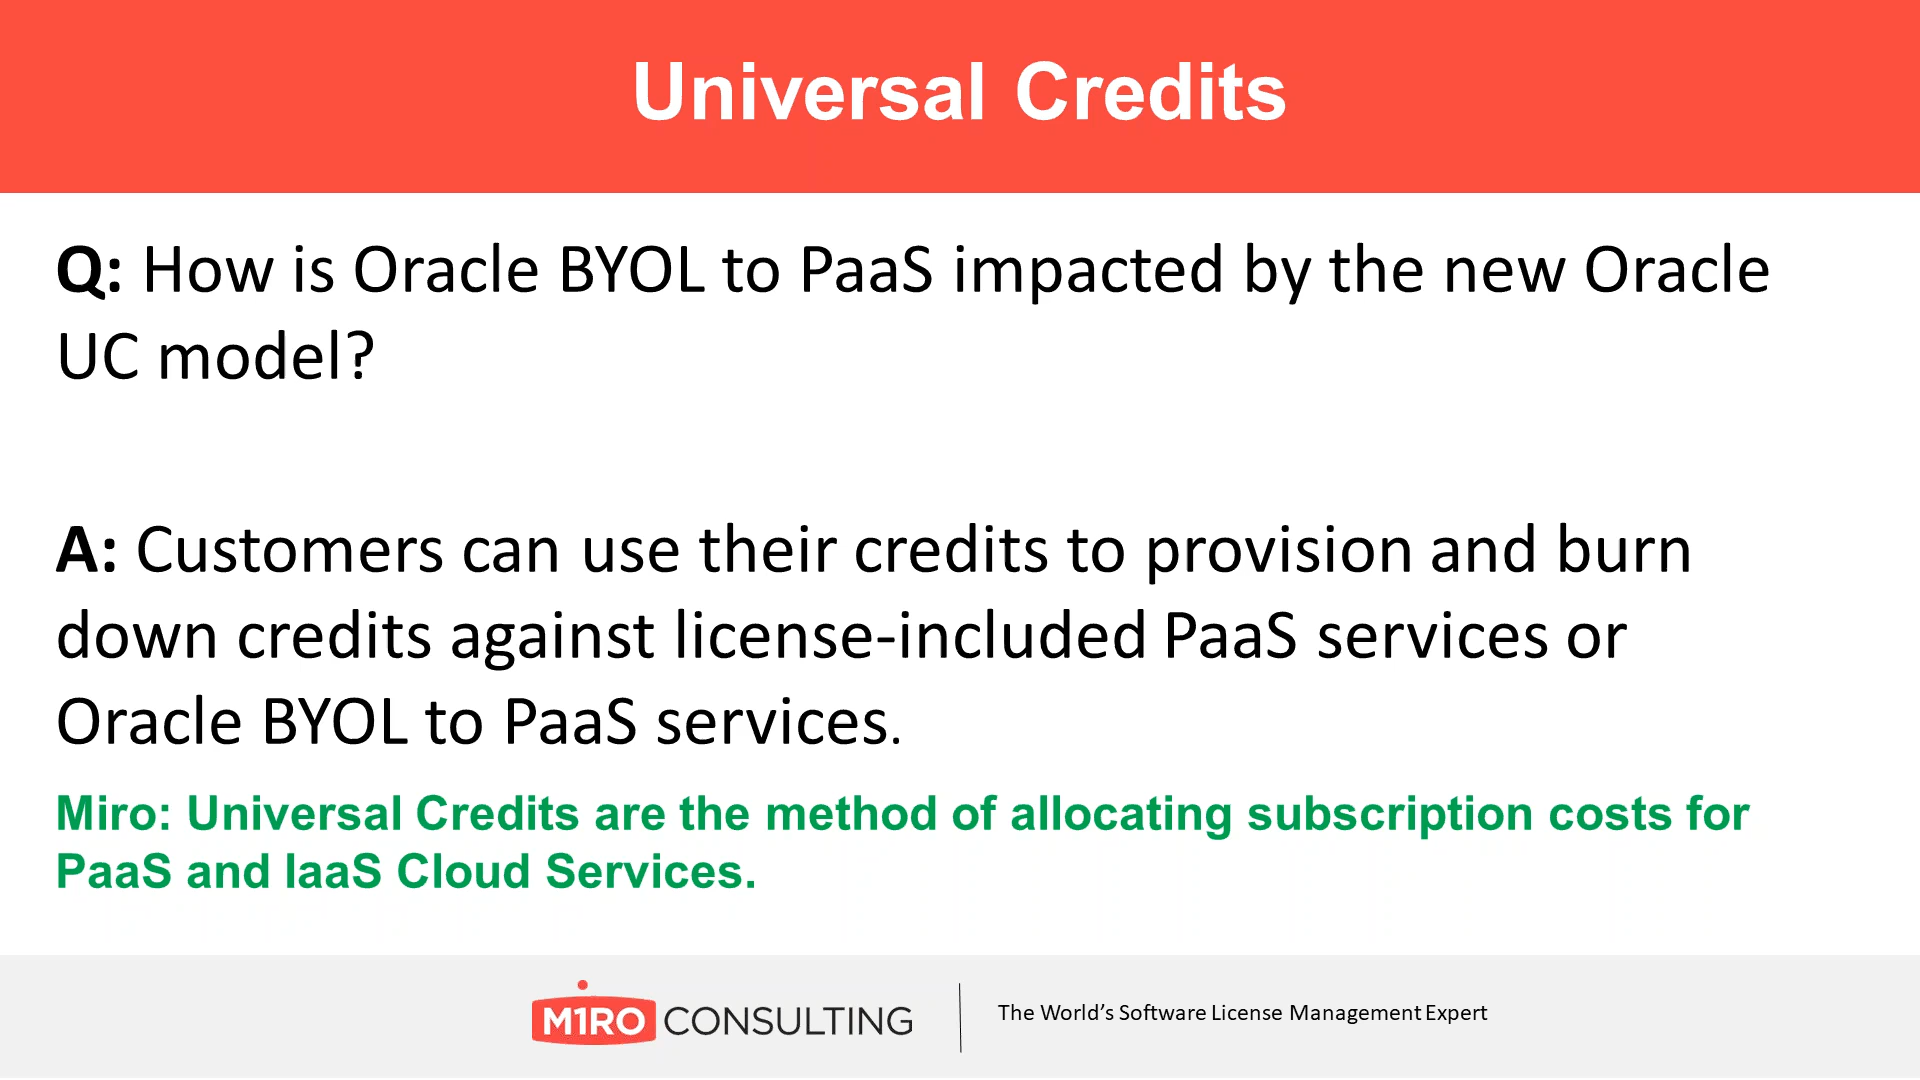 Universal Credits
Q: How is Oracle BYOL to PaaS impacted by the new Oracle
UC model?
A: Customers can use their credits to provision and burn
down credits against license-included PaaS services or
Oracle BYOL to PaaS services.
Miro: Universal Credits are the method of allocating subscription costs for
PaaS and IaaS Cloud Services.
M1RO CONSULTING
The World’s Software License Management Expert